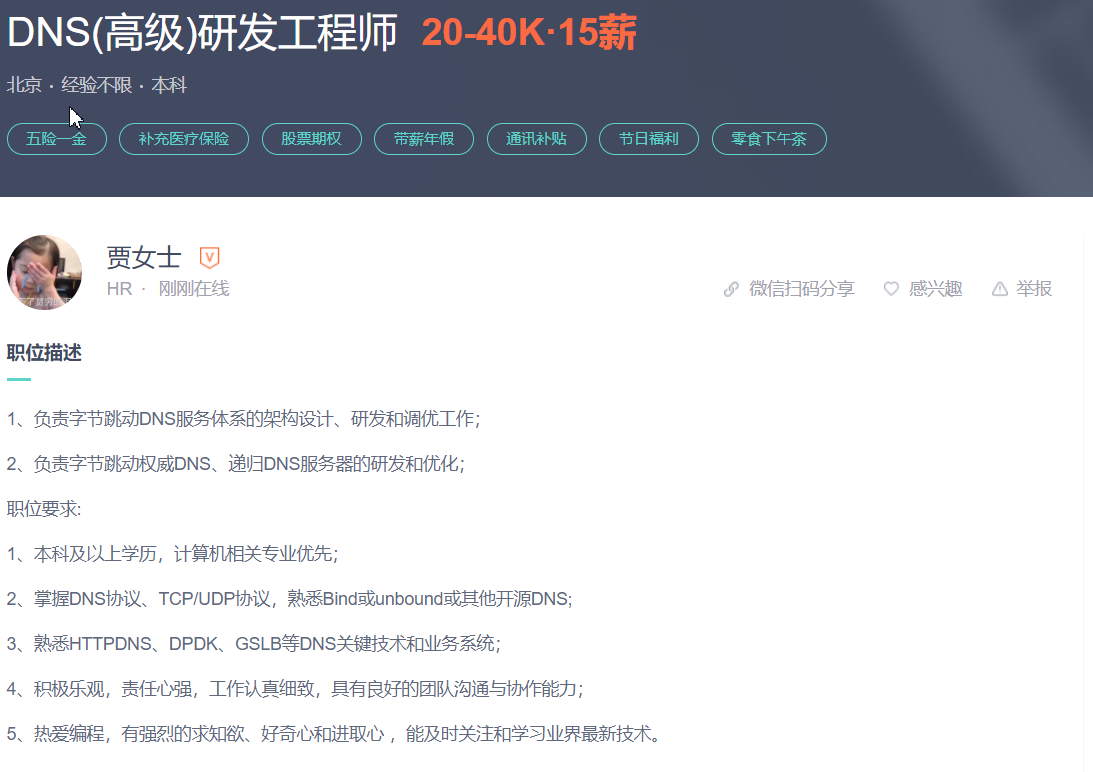 DNS(高级)研发工程师 20-40K·15薪
北京 · 经验不限 · 本科
五险一金 补充医疗保险 股票期权 带薪年假 通讯补贴 节日福利 零食下午茶
贾女士 V
HR · 刚刚在线 微信扫码分享 感兴趣 举报
职位描述
1、负责字节跳动DNS服务体系的架构设计、研发和调优工作；
2、负责字节跳动权威DNS、递归DNS服务器的研发和优化；
职位要求:
1、本科及以上学历，计算机相关专业优先；
2、掌握DNS协议、TCP/UDP协议，熟悉Bind或unbound或其他开源DNS;
3、熟悉HTTPDNS、DPDK、GSLB等DNS关键技术和业务系统；
4、积极乐观，责任心强，工作认真细致，具有良好的团队沟通与协作能力；
5、热爱编程，有强烈的求知欲、好奇心和进取心 ，能及时关注和学习业界最新技术。